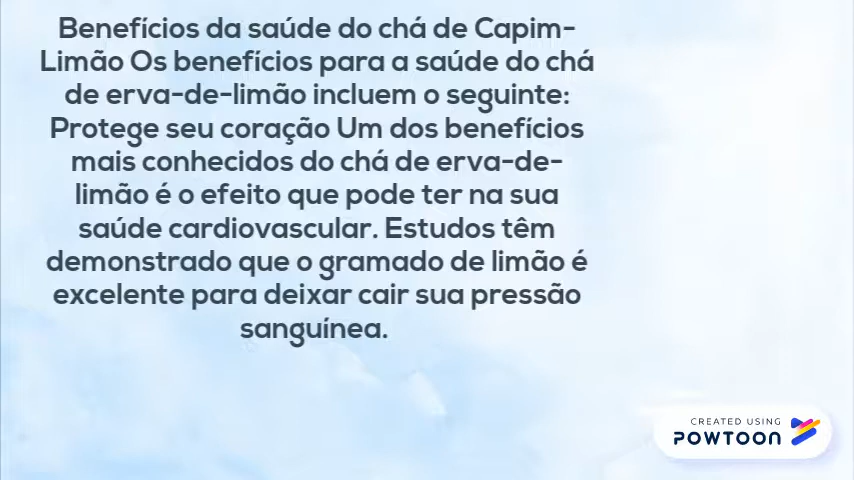 Benefícios da saúde do chá de Capim-
Limão Os benefícios para a saúde do chá
de erva-de-limão incluem o seguinte:
Protege seu coração Um dos benefícios
mais conhecidos do chá de erva-de-
limão é o efeito que pode ter na sua
saúde cardiovascular. Estudos têm
demonstrado que o gramado de limão é
excelente para deixar cair sua pressão
sanguínea.
CREATED USING
POWTOON